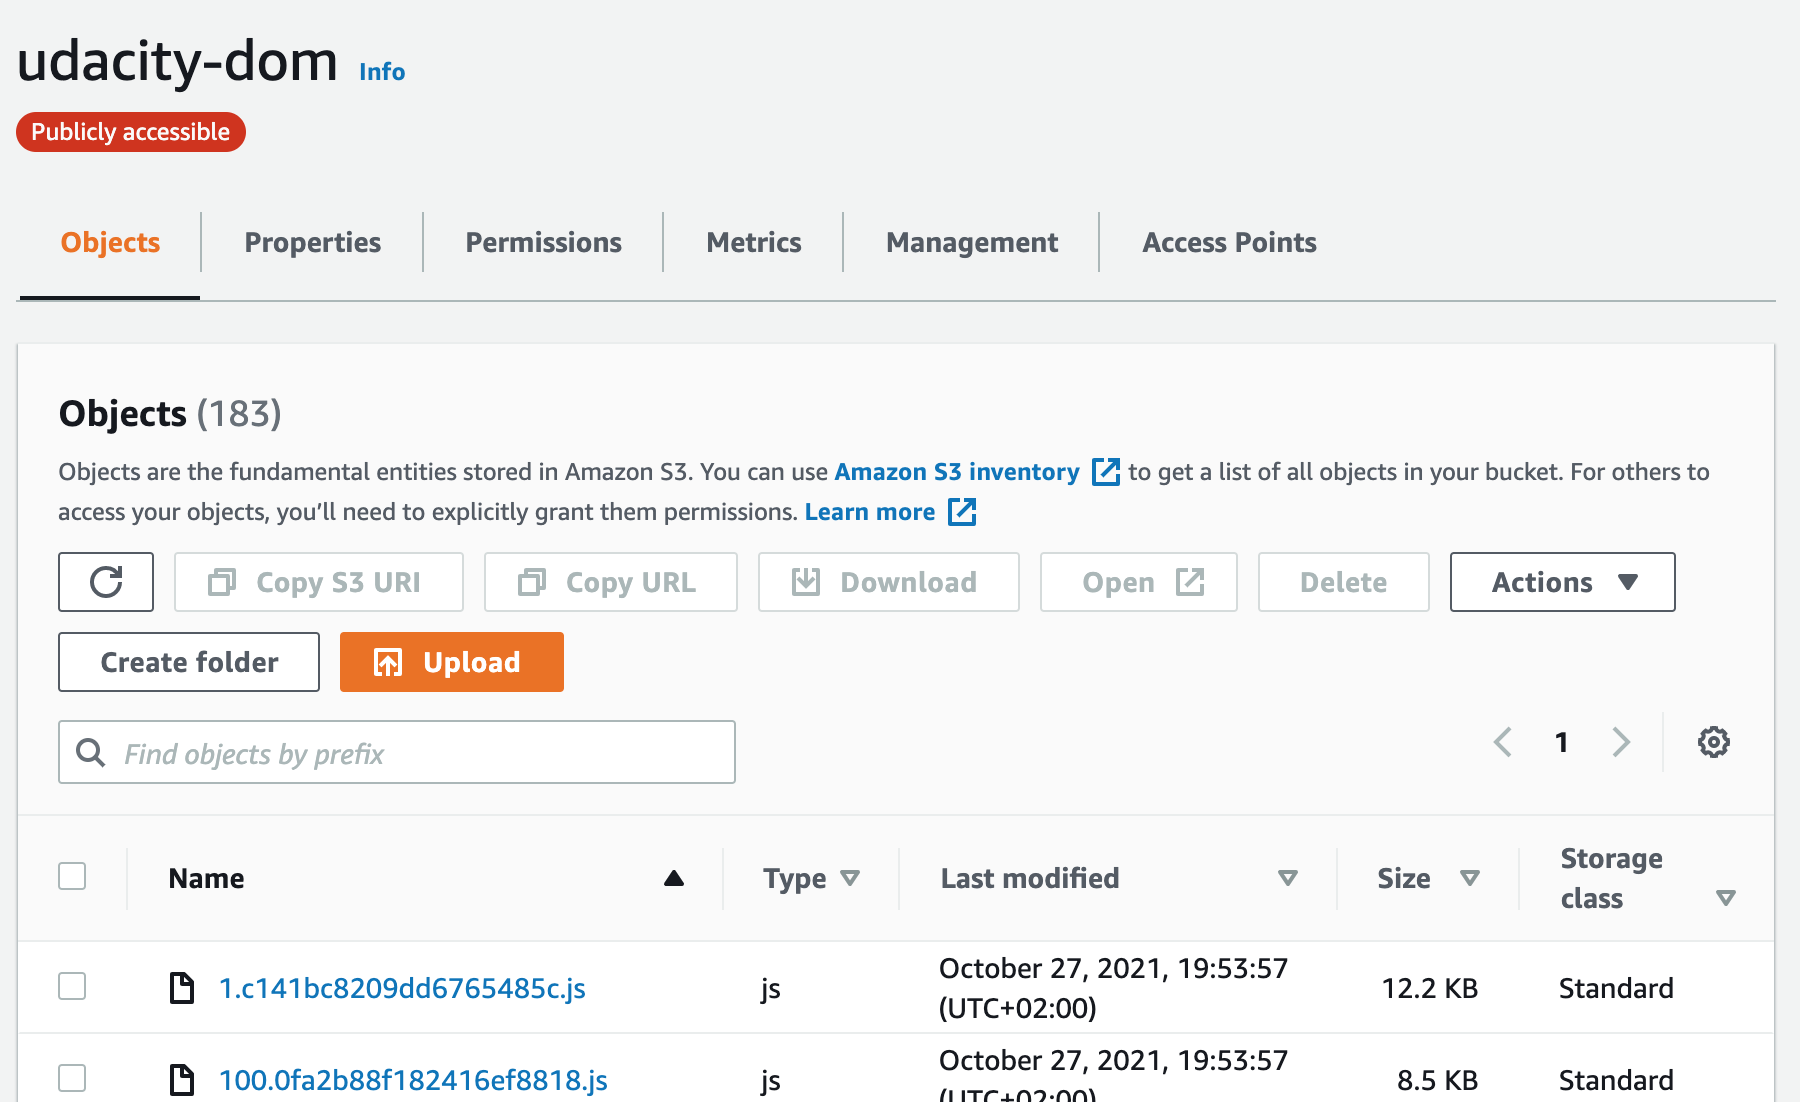 udacity-dom Info
Publicly accessible
Objects Properties Permissions Metrics Management Access Points
Objects (183)
Objects are the fundamental entities stored in Amazon S3. You can use Amazon S3 inventory to get a list of all objects in your bucket. For others to
access your objects, you’ll need to explicitly grant them permissions. Learn more
Copy S3 URI Copy URL Download Open Delete Actions
Create folder Upload
Find objects by prefix 1
Name Type Last modified Size Storage class
1.c141bc8209dd6765485c.js js October 27, 2021, 19:53:57 (UTC+02:00) 12.2 KB Standard
100.0fa2b88f182416ef8818.js js October 27, 2021, 19:53:57 (UTC+02:00) 8.5 KB Standard